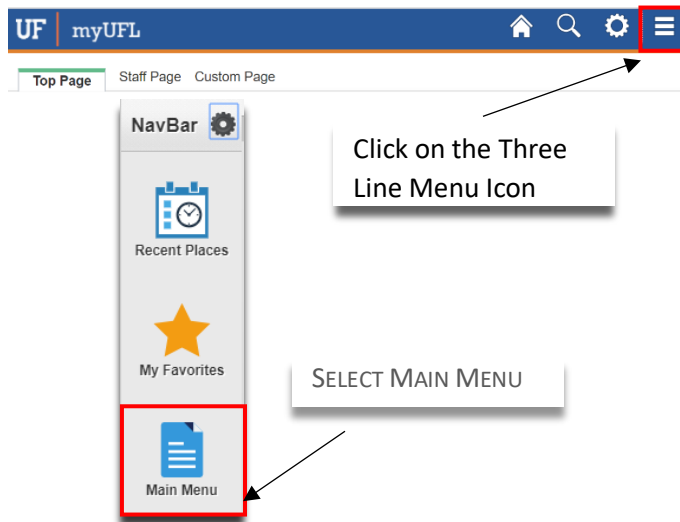 UF myUFL
Top Page Staff Page Custom Page
NavBar
Click on the Three
Line Menu Icon
Recent Places
My Favorites
SELECT MAIN MENU
Main Menu